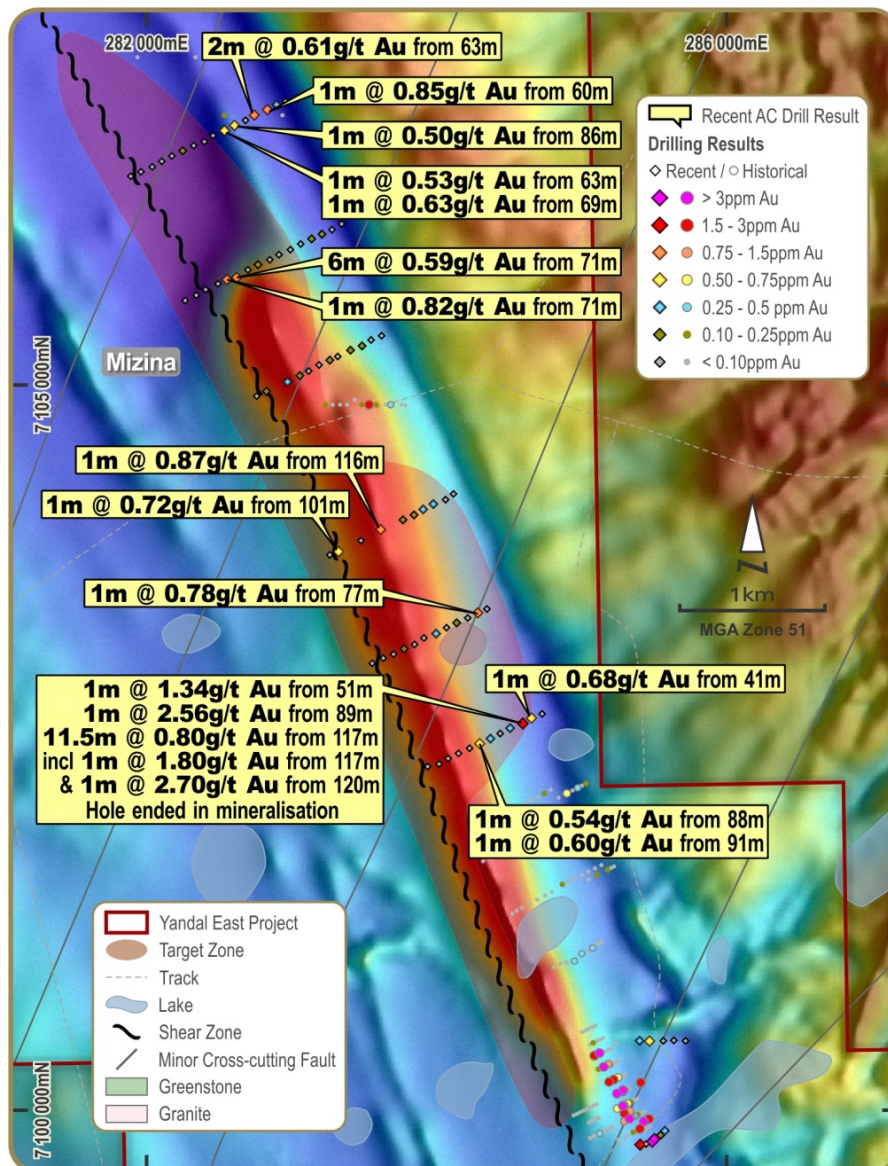 282 000mE
286 000mE
2m @ 0.61g/t Au from 63m
1m @ 0.85g/t Au from 60m
1m @ 0.50g/t Au from 86m
1m @ 0.53g/t Au from 63m
1m @ 0.63g/t Au from 69m
6m @ 0.59g/t Au from 71m
1m @ 0.82g/t Au from 71m
Recent AC Drill Result
Drilling Results
Recent / Historical
> 3ppm Au
1.5 - 3ppm Au
0.75 - 1.5ppm Au
0.50 - 0.75ppm Au
0.25 - 0.5 ppm Au
0.10 - 0.25ppm Au
< 0.10ppm Au
Mizina
7 105 000mN
1m @ 0.87g/t Au from 116m
1m @ 0.72g/t Au from 101m
1m @ 0.78g/t Au from 77m
N
1km
MGA Zone 51
1m @ 0.68g/t Au from 41m
1m @ 1.34g/t Au from 51m
1m @ 2.56g/t Au from 89m
11.5m @ 0.80g/t Au from 117m
incl 1m @ 1.80g/t Au from 117m
& 1m @ 2.70g/t Au from 120m
Hole ended in mineralisation
1m @ 0.54g/t Au from 88m
1m @ 0.60g/t Au from 91m
Yandal East Project
Target Zone
Track
Lake
Shear Zone
Minor Cross-cutting Fault
Greenstone
Granite
7 100 000mN